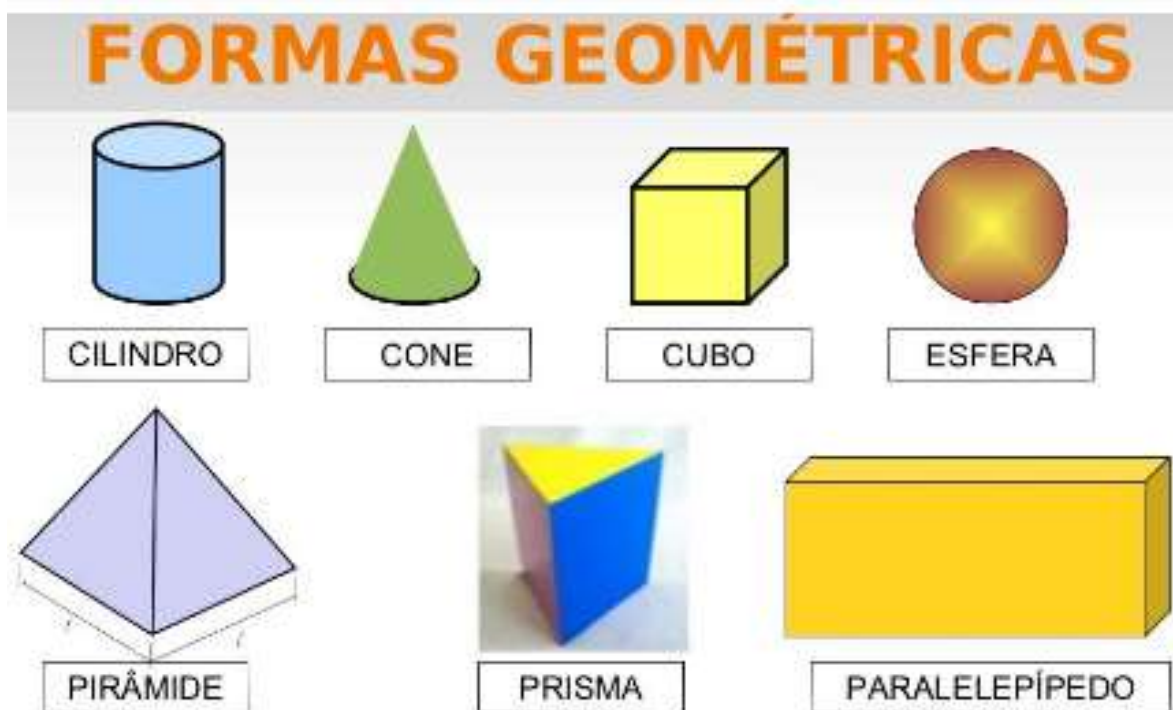 FORMAS GEOMÉTRICAS
CILINDRO
CONE
CUBO
ESFERA
PIRÂMIDE
PRISMA
PARALELEPÍPEDO